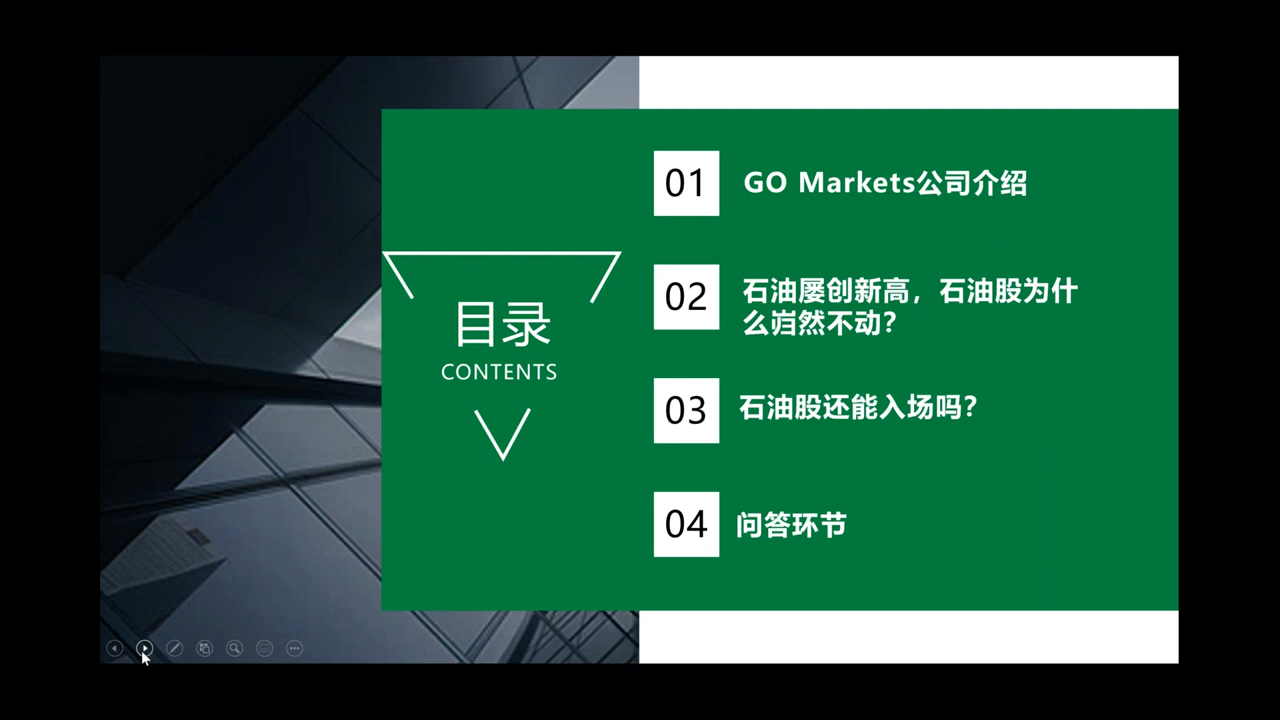 目录
CONTENTS
01
GO Markets公司介绍
02
石油屡创新高，石油股为什
么岿然不动？
03
石油股还能入场吗？
04
问答环节